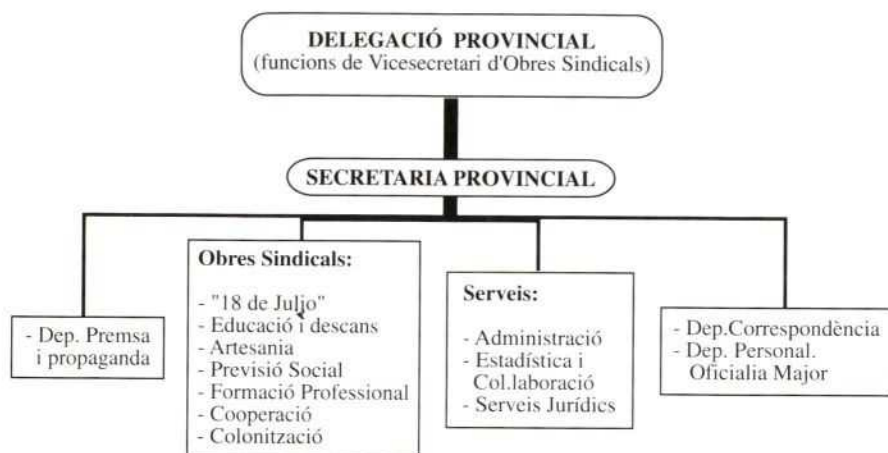 DELEGACIÓ PROVINCIAL
(funcions de Vicesecretari d'Obres Sindicals)
SECRETARIA PROVINCIAL
- Dep. Premsa
i propaganda
Obres Sindicals:
- "18 de Julio"
- Educació i descans
- Artesania
- Previsió Social
- Formació Professional
- Cooperació
- Colonització
Serveis:
- Administració
- Estadística i
Col.laboració
- Serveis Jurídics
- Dep.Correspondència
- Dep. Personal.
Oficialia Major